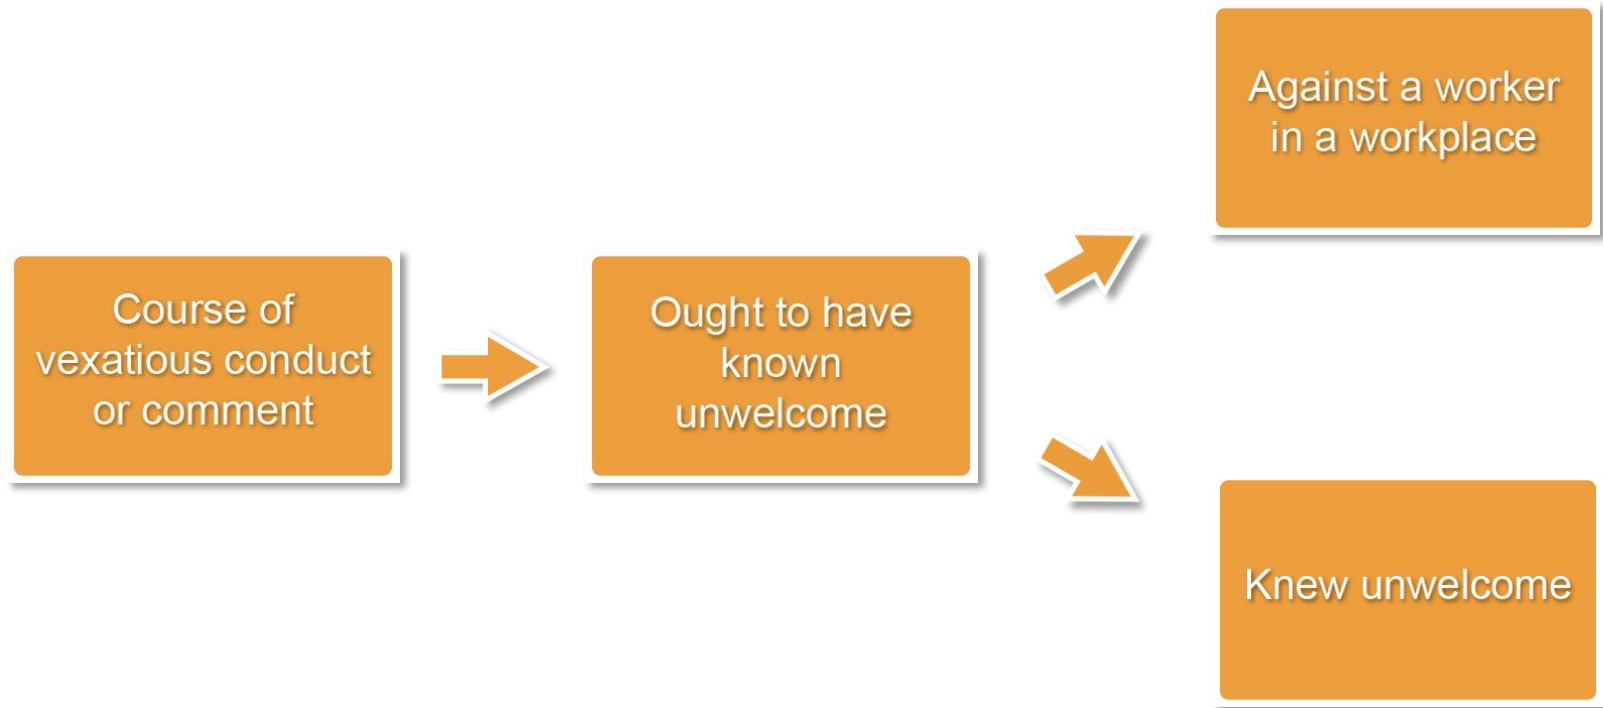 Course of
vexatious conduct
or comment
Ought to have
known
unwelcome
Against a worker
in a workplace
Knew unwelcome